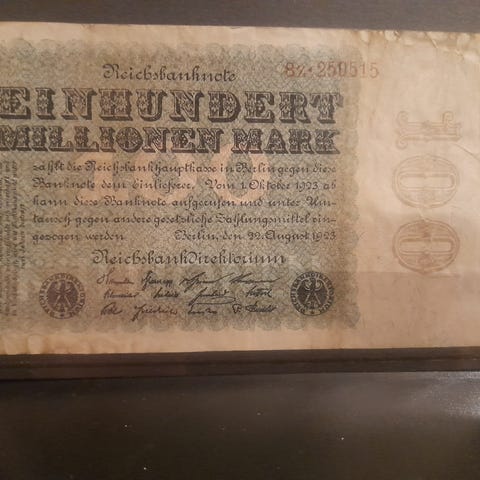 Reichsbanknote
8Z·250515
EINHUNDERT
MILLIONEN MARK
zahlt die Reichsbankhauptkasse in Berlin gegen diese
Banknote dem Einlieferer. Vom 1. Oktober 1923 ab
kann diese Banknote aufgerufen und unter Um-
tausch gegen andere gesetzliche Zahlungsmittel ein-
gezogen werden
Berlin, den 22. August 1923
Reichsbankdirektorium
100